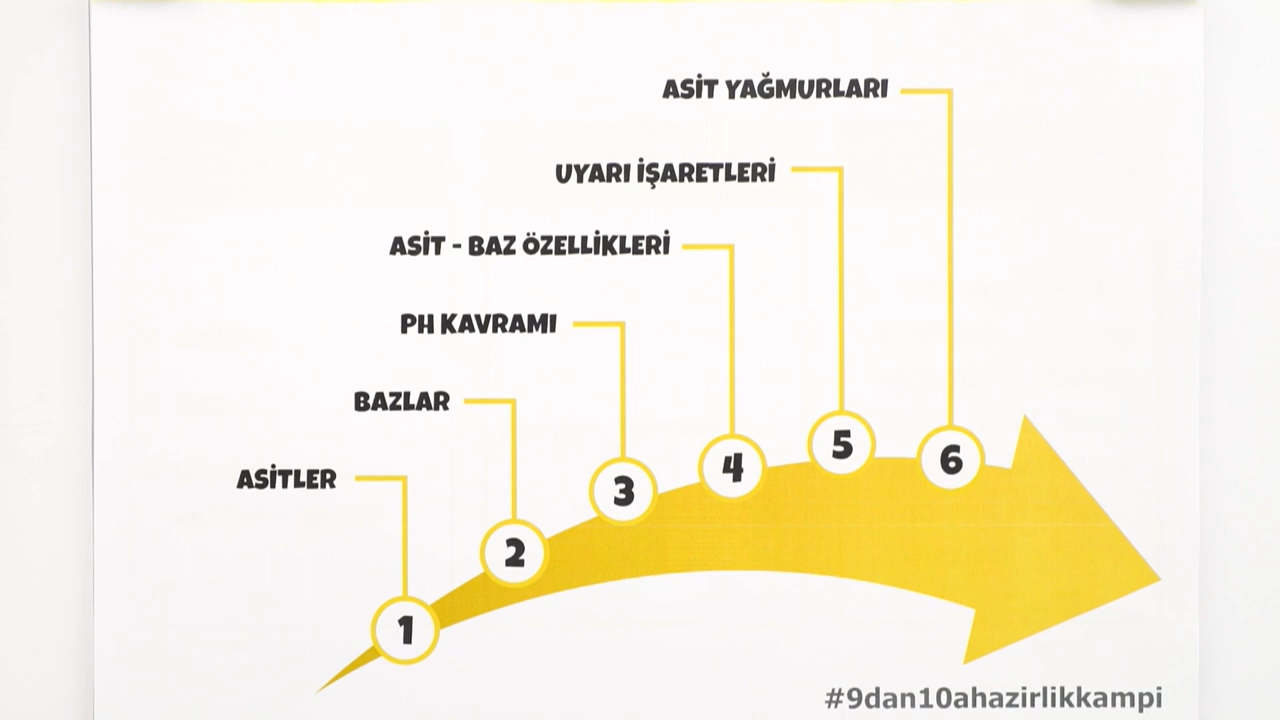 ASİT YAĞMURLARI
UYARI İŞARETLERİ
ASİT - BAZ ÖZELLİKLERİ
PH KAVRAMI
BAZLAR
ASİTLER
1
2
3
4
5
6
#9dan10ahazirlikkampi